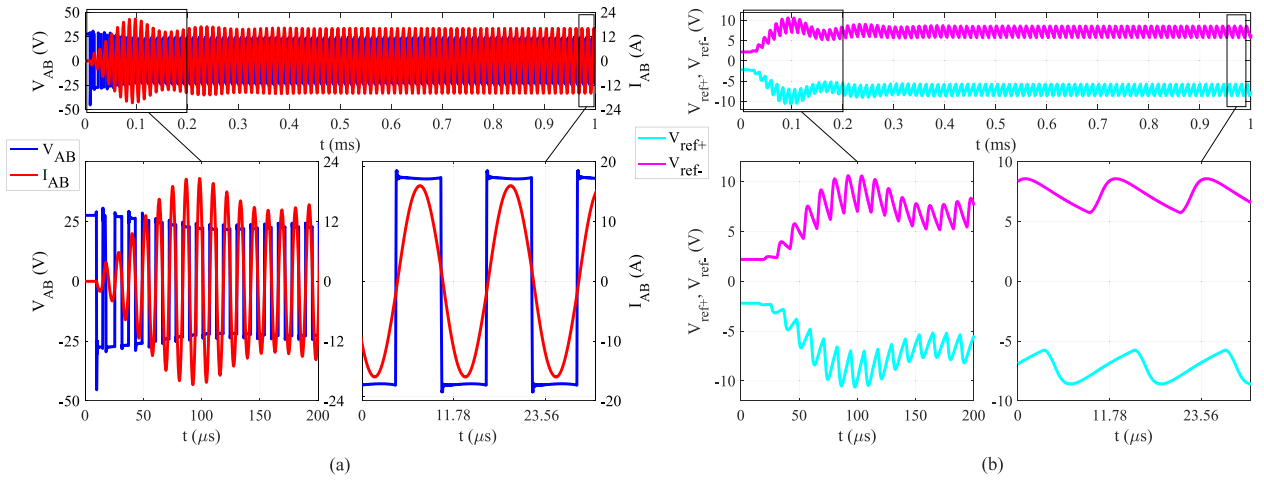 50
25
0
-25
-50
V_AB (V)
24
12
0
-12
-24
I_AB (A)
0 0.1 0.2 0.3 0.4 0.5 0.6 0.7 0.8 0.9 1
t (ms)
V_AB
I_AB
50
25
0
-25
-50
V_AB (V)
24
12
0
-12
-24
0 50 100 150 200
t (μs)
20
10
0
-10
-20
I_AB (A)
0 11.78 23.56
t (μs)
(a)
10
5
0
-5
-10
V_ref+, V_ref- (V)
0 0.1 0.2 0.3 0.4 0.5 0.6 0.7 0.8 0.9 1
t (ms)
V_ref+
V_ref-
10
5
0
-5
-10
V_ref+, V_ref- (V)
0 50 100 150 200
t (μs)
10
5
0
-5
-10
V_ref+, V_ref- (V)
0 11.78 23.56
t (μs)
(b)